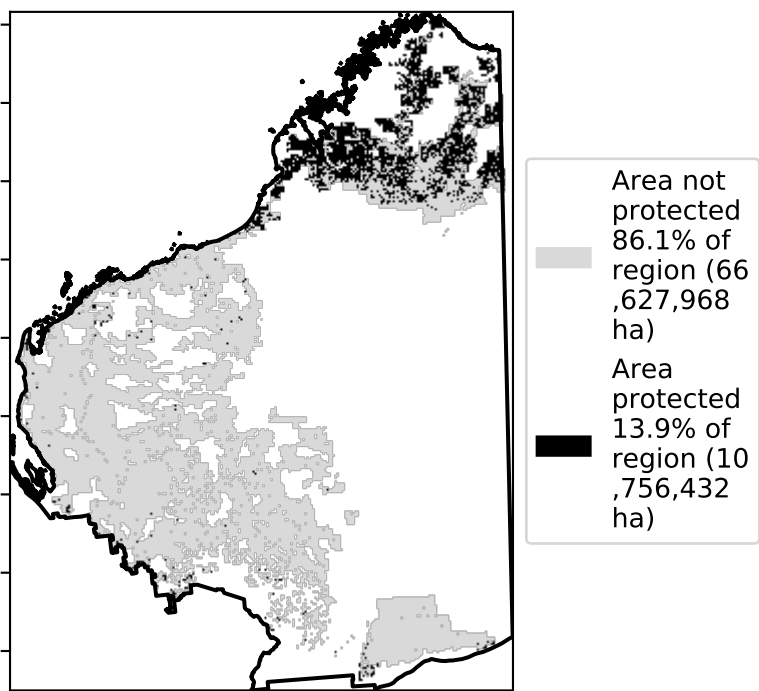 Area not
protected
86.1% of
region (66
,627,968
ha)
Area
protected
13.9% of
region (10
,756,432
ha)